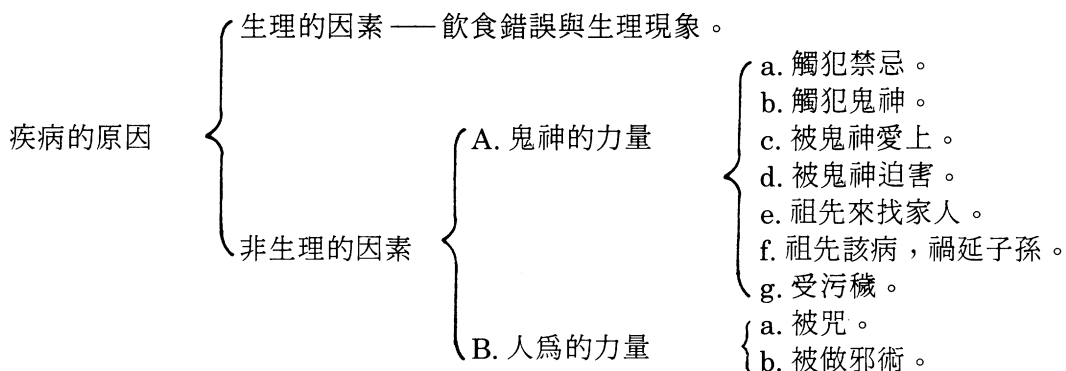 生理的因素——飲食錯誤與生理現象。
a. 觸犯禁忌。
b. 觸犯鬼神。
疾病的原因
A. 鬼神的力量
c. 被鬼神愛上。
d. 被鬼神迫害。
e. 祖先來找家人。
非生理的因素
f. 祖先該病，禍延子孫。
g. 受污穢。
B. 人爲的力量
a. 被咒。
b. 被做邪術。